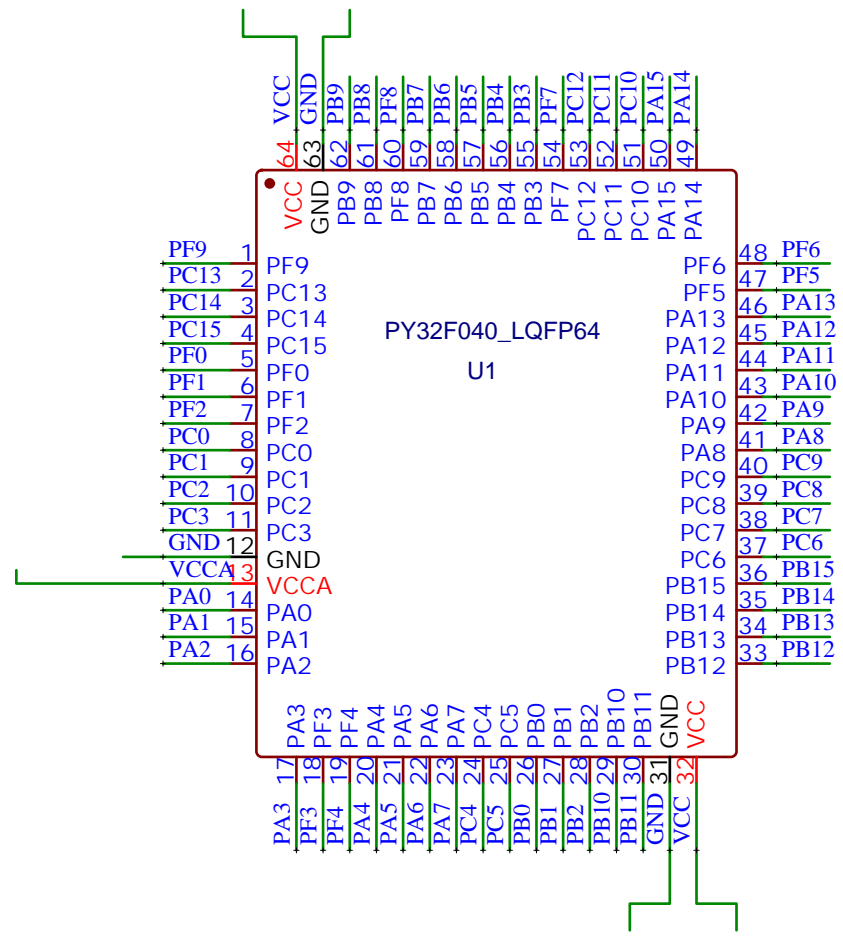 VCC GND PB9 PB8 PF8 PB7 PB6 PB5 PB4 PB3 PF7 PC12 PC11 PC10 PA15 PA14
64 63 62 61 60 59 58 57 56 55 54 53 52 51 50 49
VCC GND PB9 PB8 PF8 PB7 PB6 PB5 PB4 PB3 PF7 PC12 PC11 PC10 PA15 PA14
PF9 1 PF9 PF6 48 PF6
PC13 2 PC13 PF5 47 PF5
PC14 3 PC14 PA13 46 PA13
PC15 4 PC15 PA12 45 PA12
PF0 5 PF0 PA11 44 PA11
PF1 6 PF1 PA10 43 PA10
PF2 7 PF2 PA9 42 PA9
PC0 8 PC0 PA8 41 PA8
PC1 9 PC1 PC9 40 PC9
PC2 10 PC2 PC8 39 PC8
PC3 11 PC3 PC7 38 PC7
GND 12 GND PC6 37 PC6
VCCA 13 VCCA PB15 36 PB15
PA0 14 PA0 PB14 35 PB14
PA1 15 PA1 PB13 34 PB13
PA2 16 PA2 PB12 33 PB12
PY32F040_LQFP64
U1
PA3 PF3 PF4 PA4 PA5 PA6 PA7 PC4 PC5 PB0 PB1 PB2 PB10 PB11 GND VCC
17 18 19 20 21 22 23 24 25 26 27 28 29 30 31 32
PA3 PF3 PF4 PA4 PA5 PA6 PA7 PC4 PC5 PB0 PB1 PB2 PB10 PB11 GND VCC